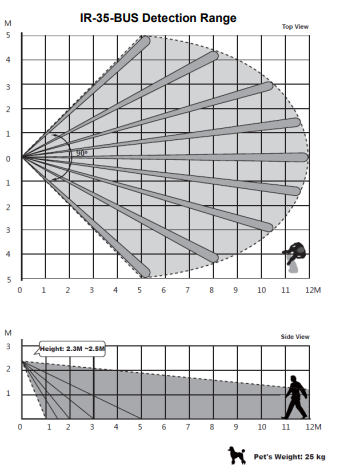 IR-35-BUS Detection Range
M
Top View
5
4
3
2
1
0
1
2
3
4
5
90°
0 1 2 3 4 5 6 7 8 9 10 11 12M
M
Side View
3
2
1
Height: 2.3M ~2.5M
0 1 2 3 4 5 6 7 8 9 10 11 12M
Pet's Weight: 25 kg